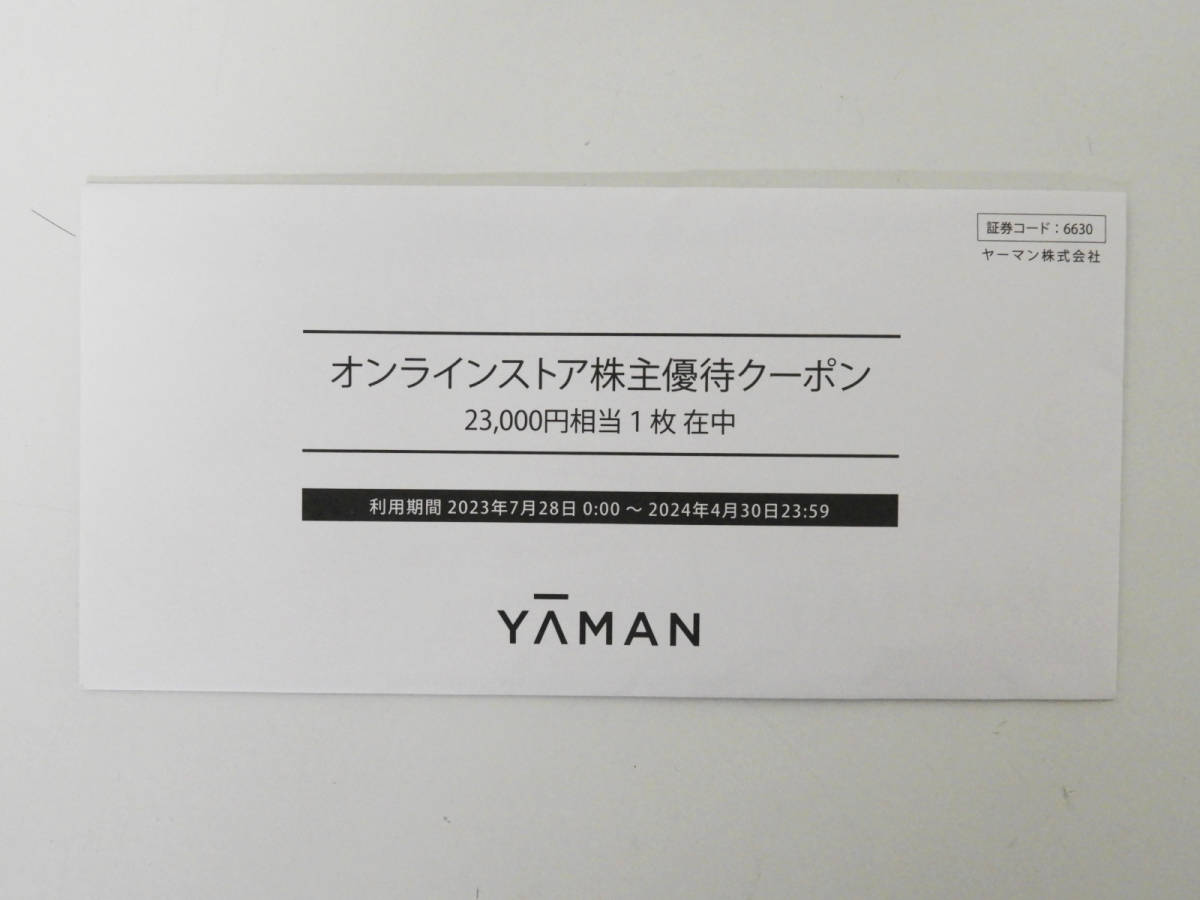 証券コード：6630
ヤーマン株式会社
オンラインストア株主優待クーポン
23,000円相当 1 枚 在中
利用期間 2023年7月28日 0:00 ～ 2024年4月30日23:59
YĀMAN